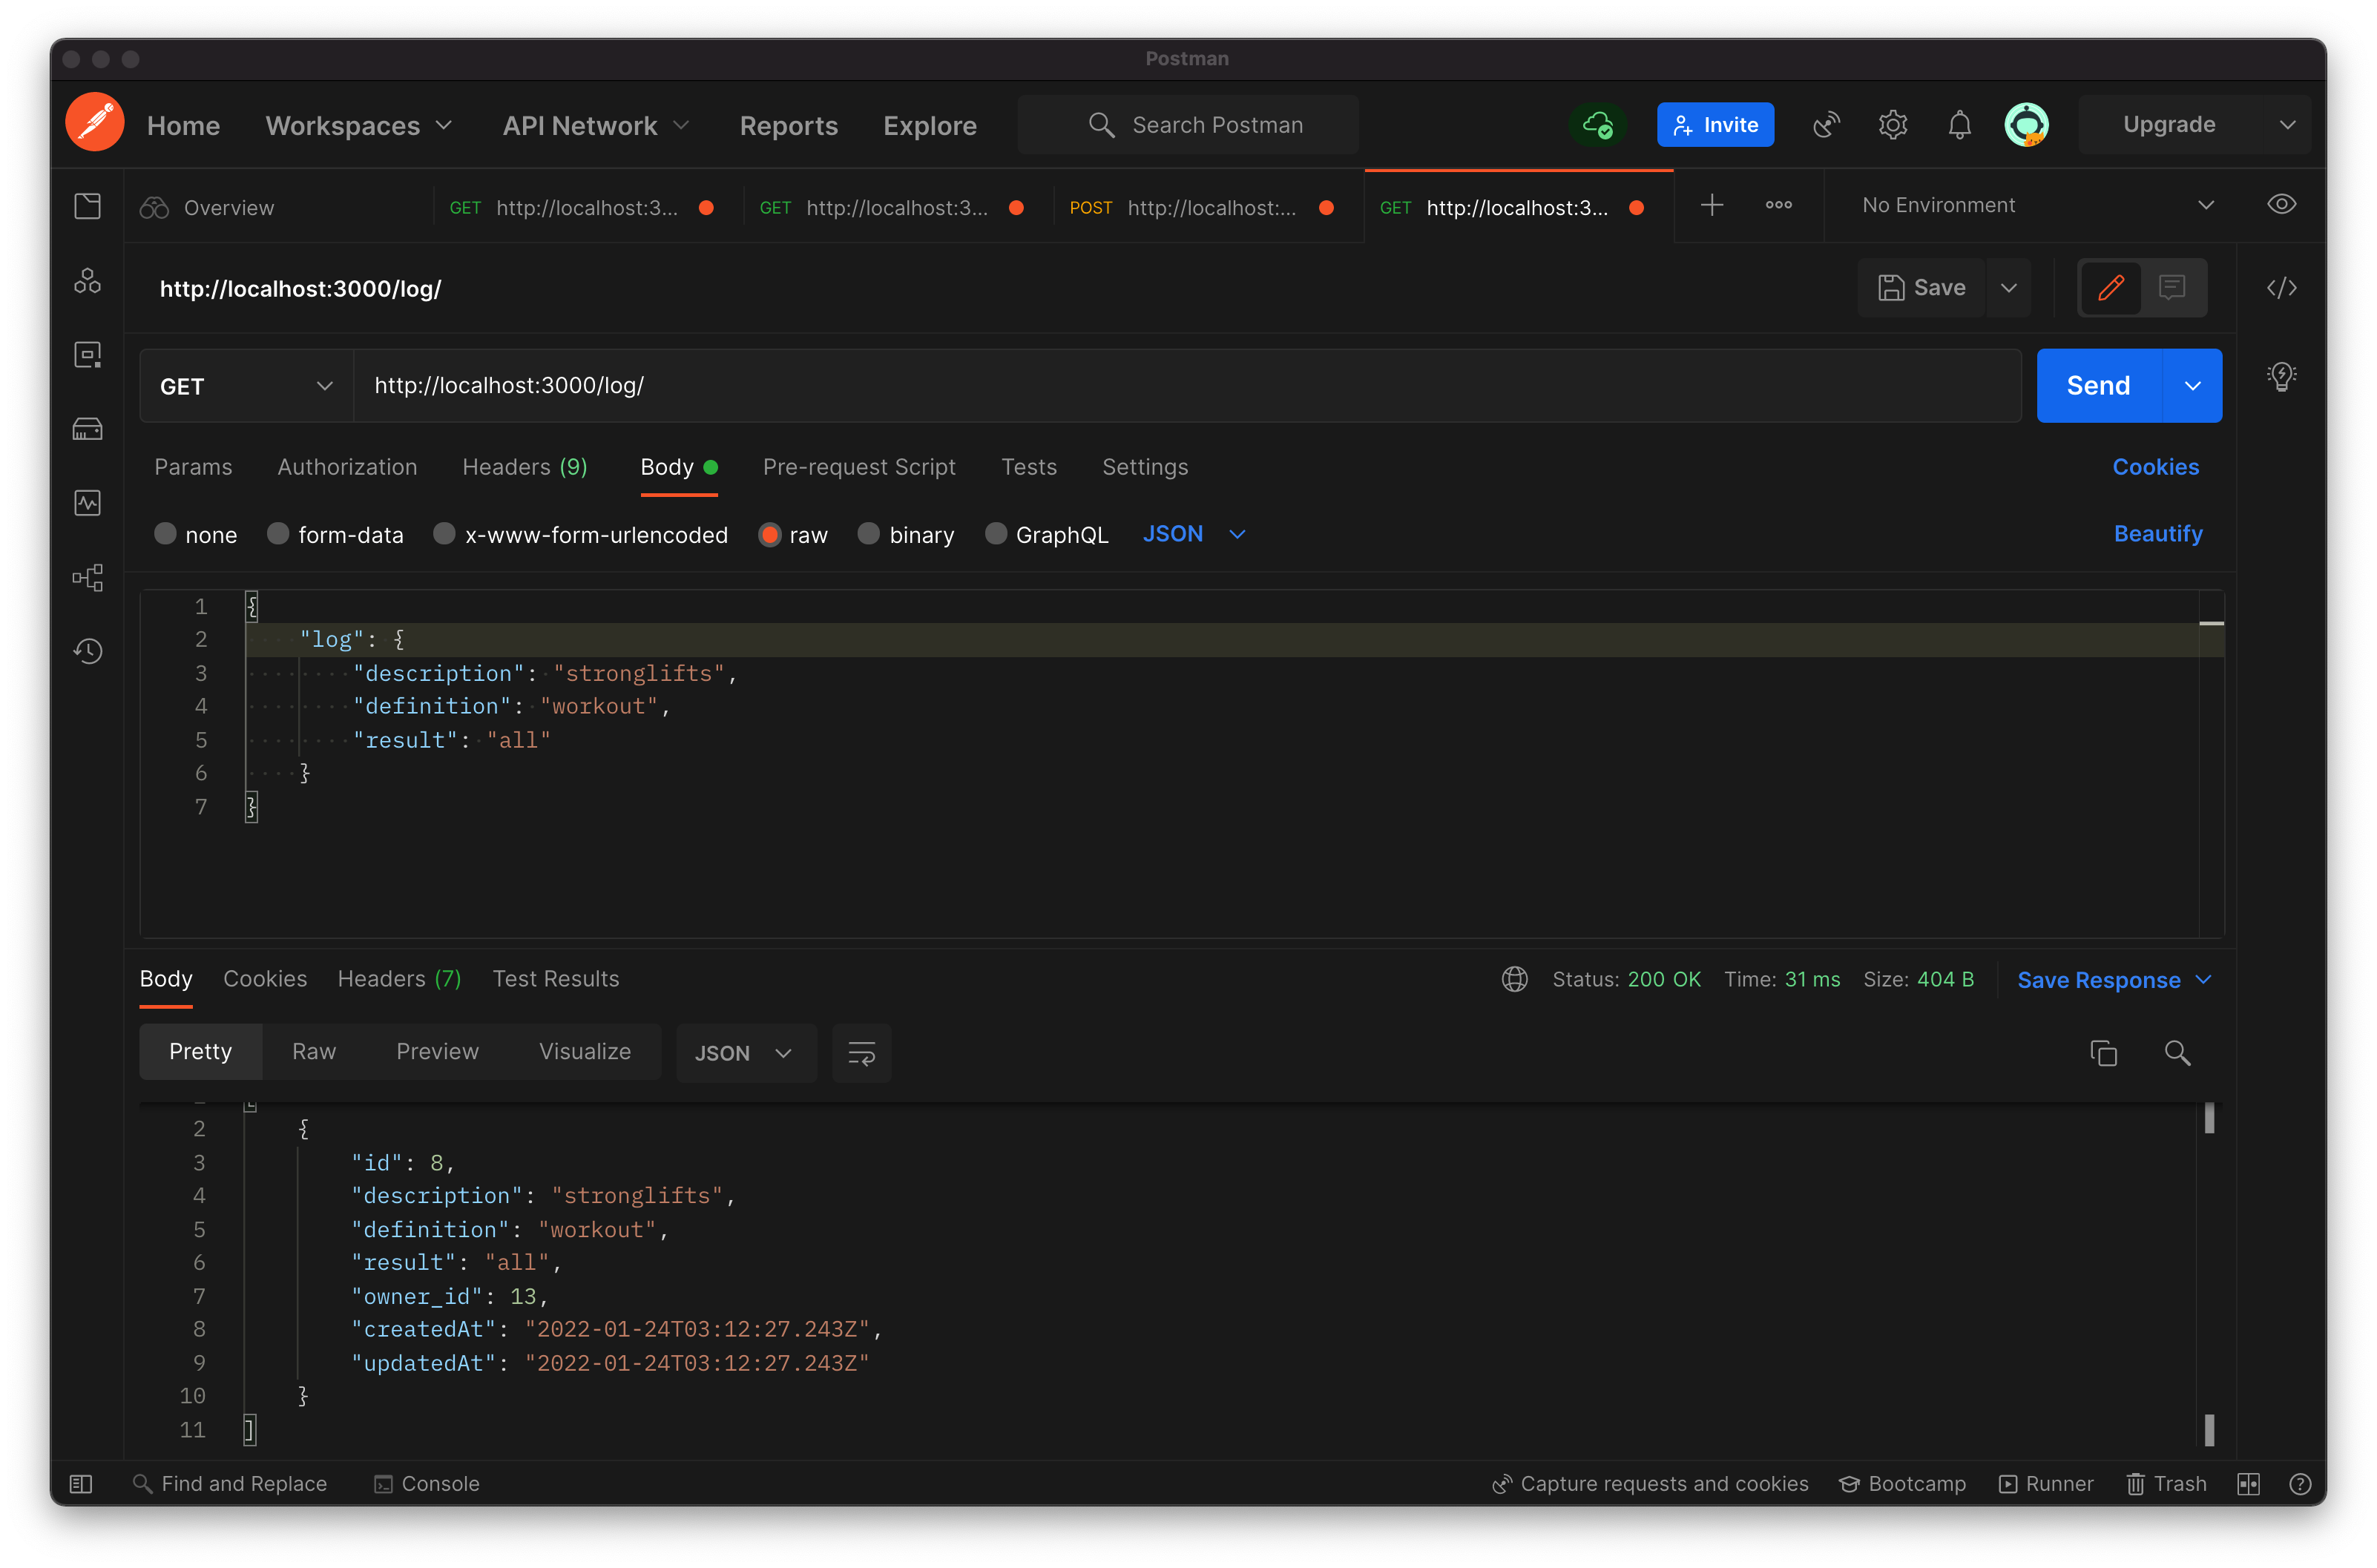 Postman
Home Workspaces API Network Reports Explore Search Postman Invite Upgrade
Overview GET http://localhost:3... GET http://localhost:3... POST http://localhost:... GET http://localhost:3... No Environment
http://localhost:3000/log/ Save
GET http://localhost:3000/log/ Send
Params Authorization Headers (9) Body Pre-request Script Tests Settings Cookies
none form-data x-www-form-urlencoded raw binary GraphQL JSON Beautify
1 {
2 "log": {
3 "description": "stronglifts",
4 "definition": "workout",
5 "result": "all"
6 }
7 }
Body Cookies Headers (7) Test Results Status: 200 OK Time: 31 ms Size: 404 B Save Response
Pretty Raw Preview Visualize JSON
2 {
3 "id": 8,
4 "description": "stronglifts",
5 "definition": "workout",
6 "result": "all",
7 "owner_id": 13,
8 "createdAt": "2022-01-24T03:12:27.243Z",
9 "updatedAt": "2022-01-24T03:12:27.243Z"
10 }
11 ]
Find and Replace Console Capture requests and cookies Bootcamp Runner Trash